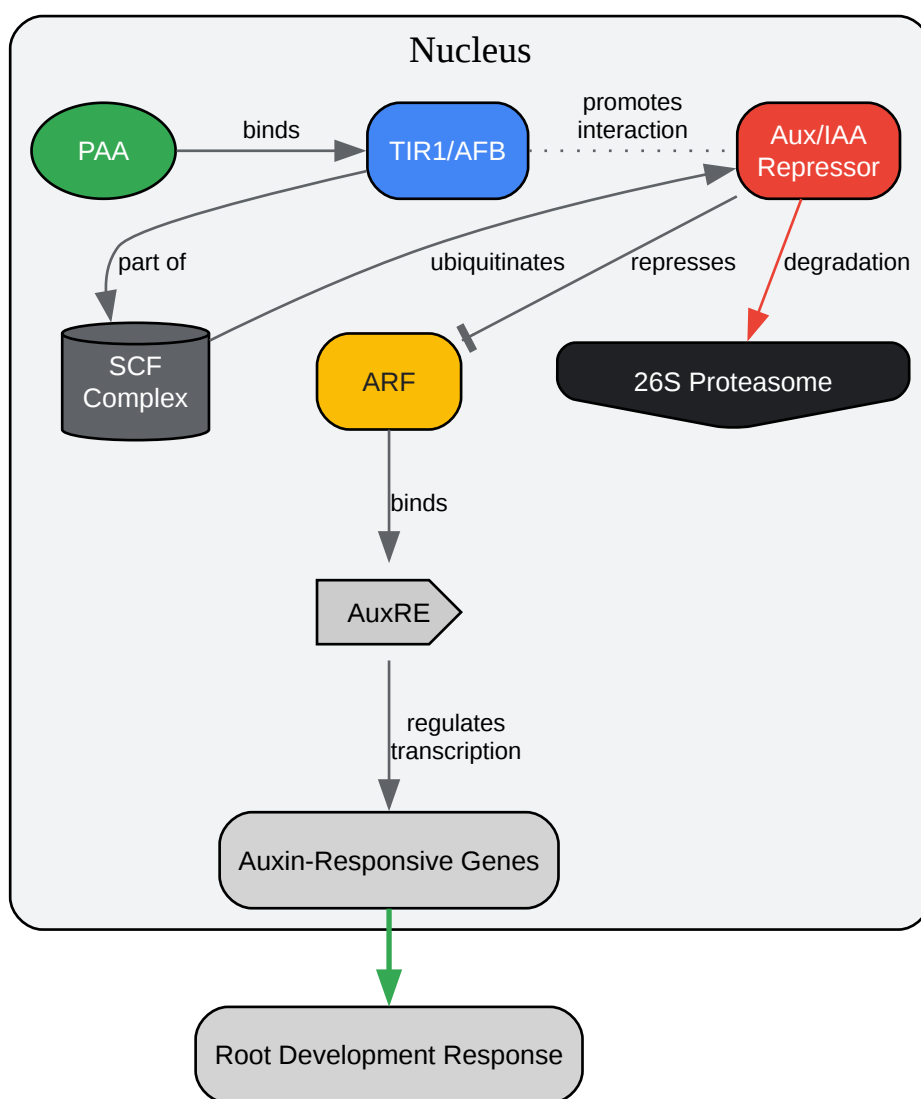 Nucleus
PAA
binds
TIR1/AFB
promotes
interaction
Aux/IAA
Repressor
part of
ubiquitinates
represses
degradation
SCF
Complex
ARF
26S Proteasome
binds
AuxRE
regulates
transcription
Auxin-Responsive Genes
Root Development Response